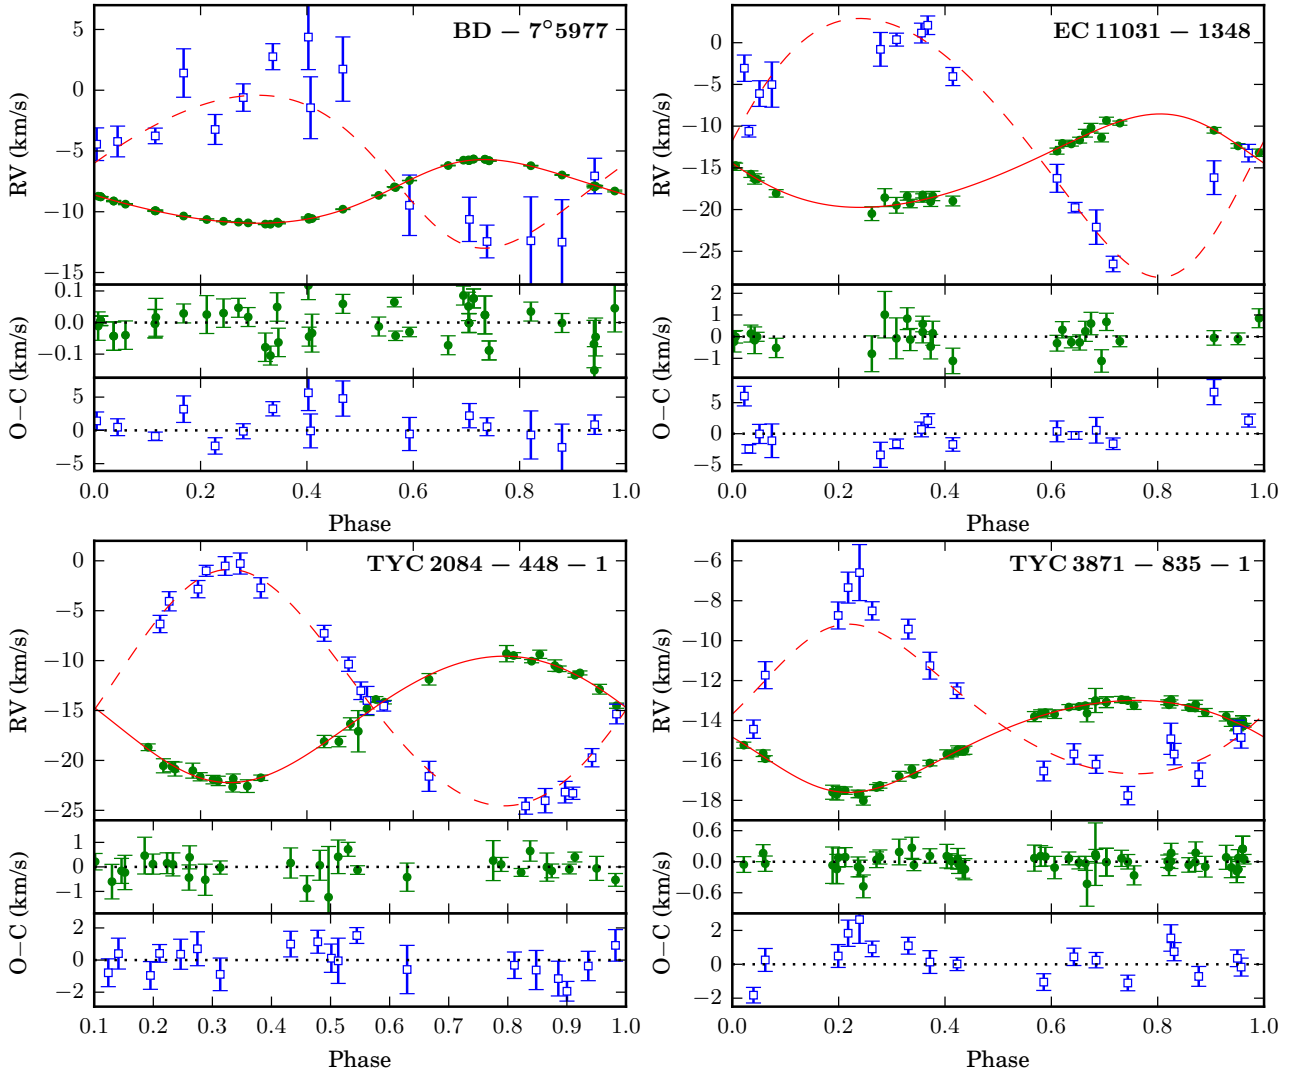 BD − 7°5977
RV (km/s)
5
0
−5
−10
−15
0.1
0.0
−0.1
O−C (km/s)
5
0
−5
0.0 0.2 0.4 0.6 0.8 1.0
Phase
EC 11031 − 1348
RV (km/s)
0
−5
−10
−15
−20
−25
2
1
0
−1
O−C (km/s)
5
0
−5
0.0 0.2 0.4 0.6 0.8 1.0
Phase
TYC 2084 − 448 − 1
RV (km/s)
0
−5
−10
−15
−20
−25
1
0
−1
O−C (km/s)
2
0
−2
0.1 0.2 0.3 0.4 0.5 0.6 0.7 0.8 0.9 1.0
Phase
TYC 3871 − 835 − 1
RV (km/s)
−6
−8
−10
−12
−14
−16
−18
0.6
0.0
−0.6
O−C (km/s)
2
0
−2
0.0 0.2 0.4 0.6 0.8 1.0
Phase